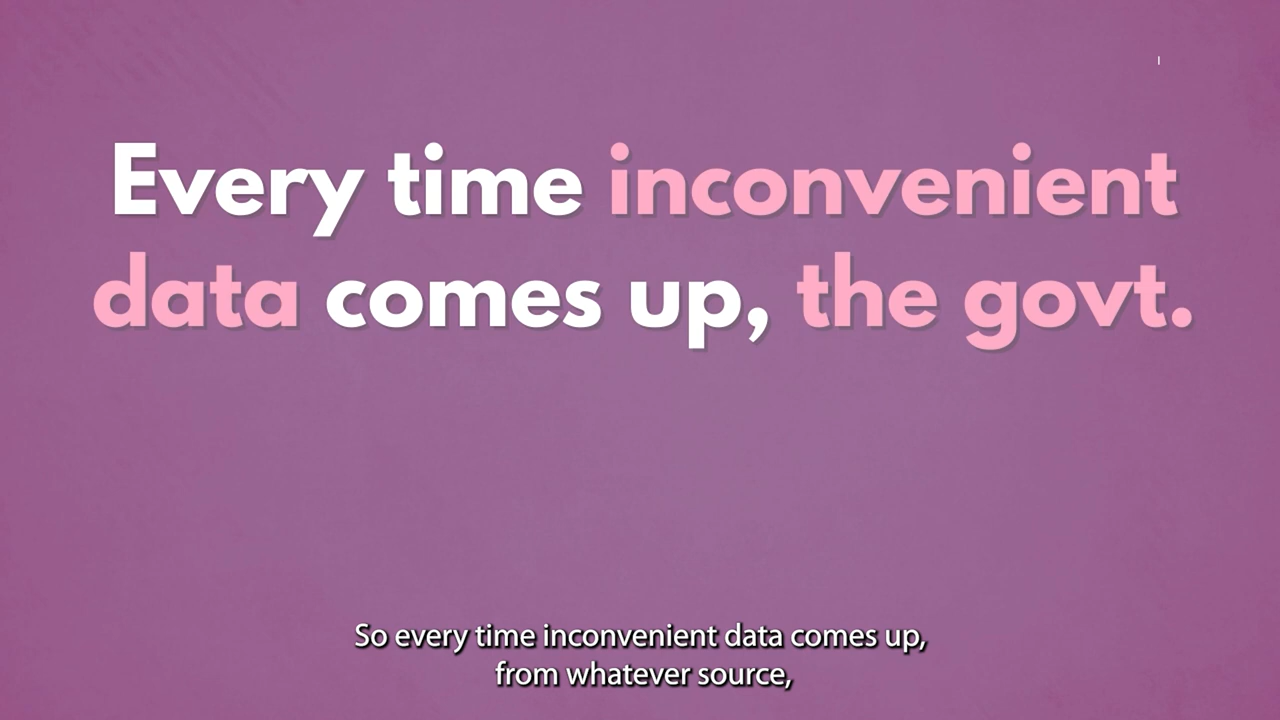 Every time inconvenient
data comes up, the govt.
So every time inconvenient data comes up,
from whatever source,